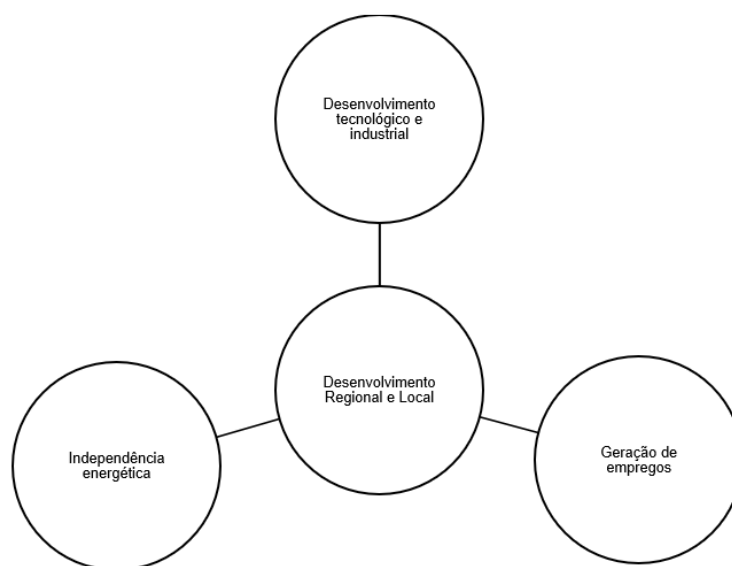 Desenvolvimento
tecnológico e
industrial
Desenvolvimento
Regional e Local
Independência
energética
Geração de
empregos